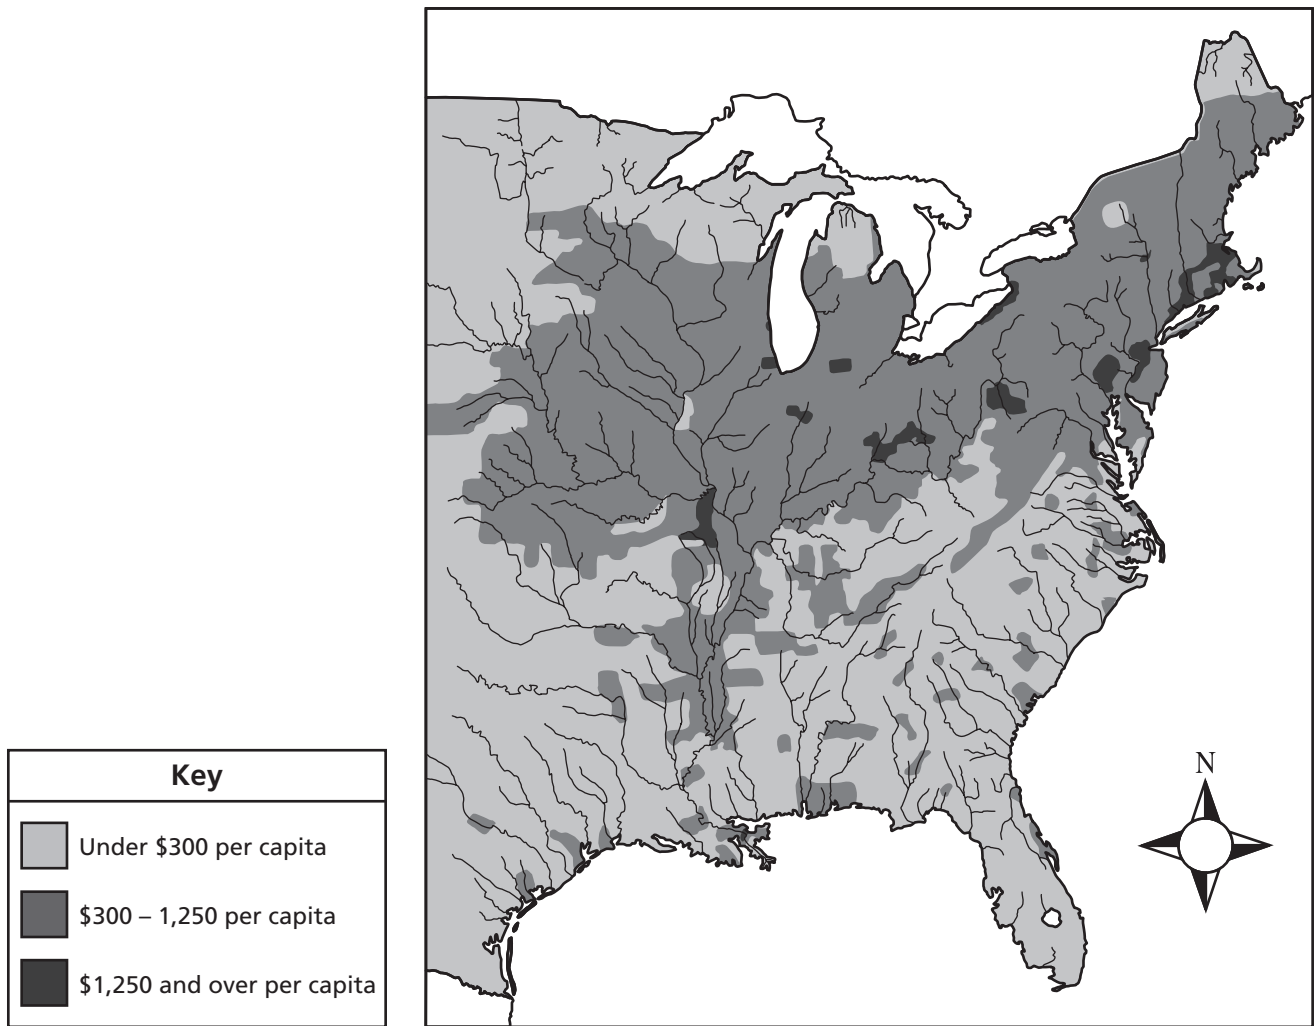 Key
Under $300 per capita
$300 – 1,250 per capita
$1,250 and over per capita
N